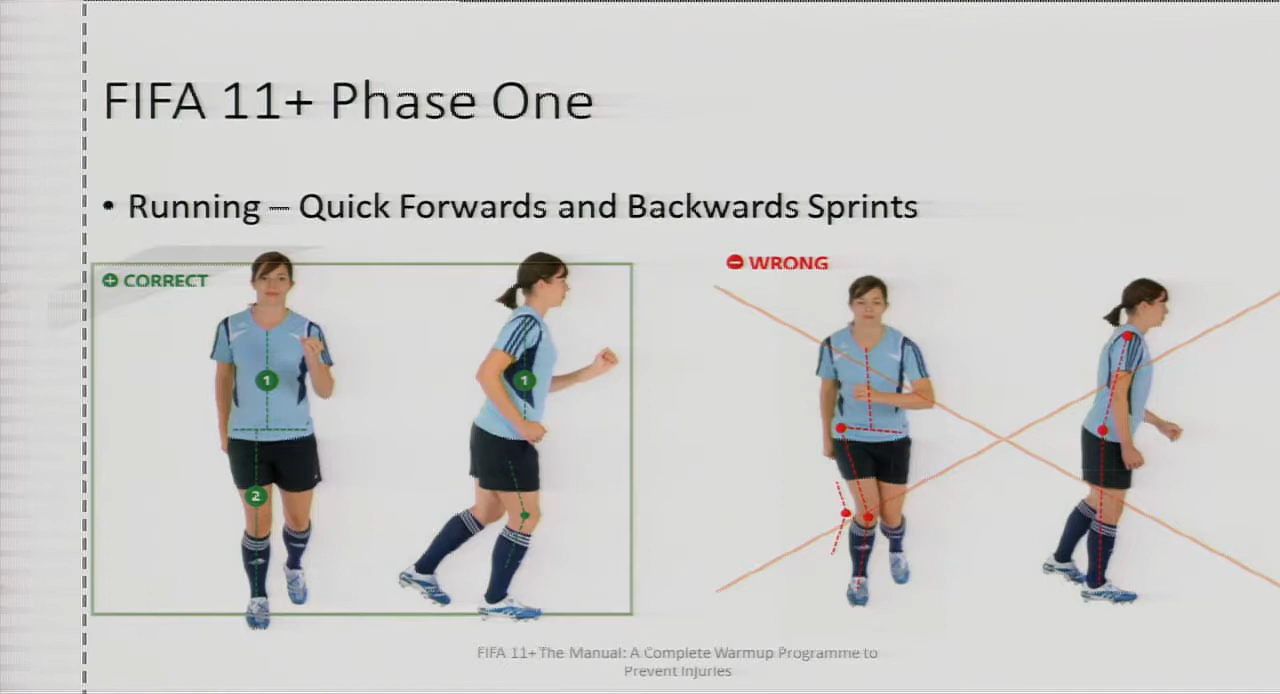 FIFA 11+ Phase One
• Running – Quick Forwards and Backwards Sprints
CORRECT
WRONG
1
1
2
FIFA 11+ The Manual: A Complete Warmup Programme to
Prevent Injuries